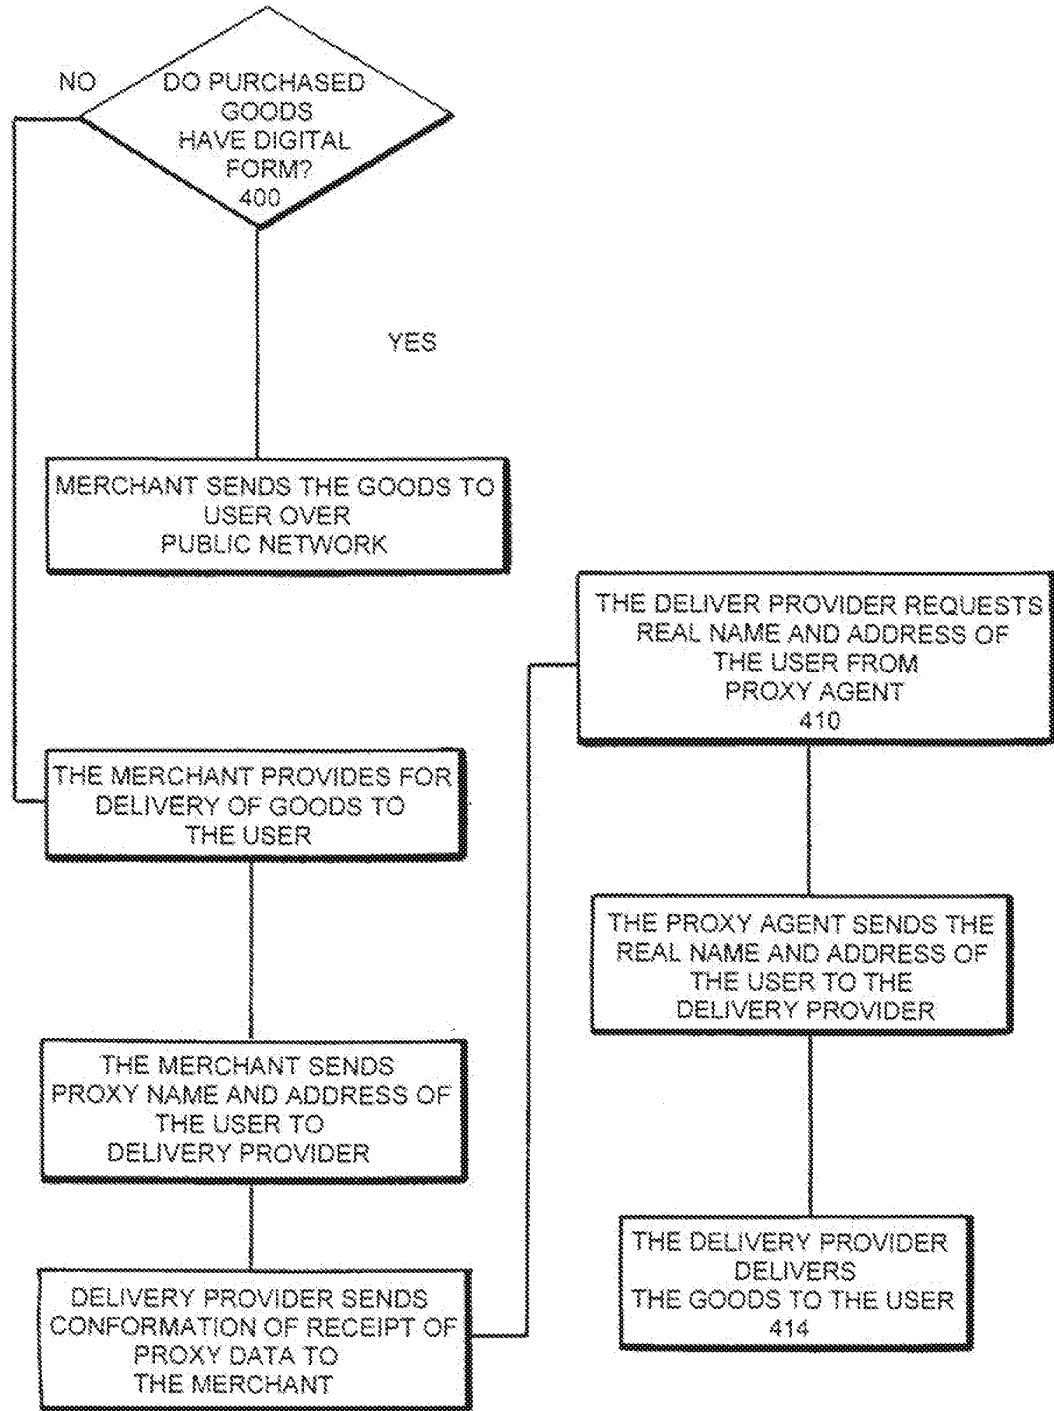 NO
DO PURCHASED
GOODS
HAVE DIGITAL
FORM?
400
YES
MERCHANT SENDS THE GOODS TO
USER OVER
PUBLIC NETWORK
THE MERCHANT PROVIDES FOR
DELIVERY OF GOODS TO
THE USER
THE MERCHANT SENDS
PROXY NAME AND ADDRESS OF
THE USER TO
DELIVERY PROVIDER
DELIVERY PROVIDER SENDS
CONFORMATION OF RECEIPT OF
PROXY DATA TO
THE MERCHANT
THE DELIVER PROVIDER REQUESTS
REAL NAME AND ADDRESS OF
THE USER FROM
PROXY AGENT
410
THE PROXY AGENT SENDS THE
REAL NAME AND ADDRESS OF
THE USER TO THE
DELIVERY PROVIDER
THE DELIVERY PROVIDER
DELIVERS
THE GOODS TO THE USER
414